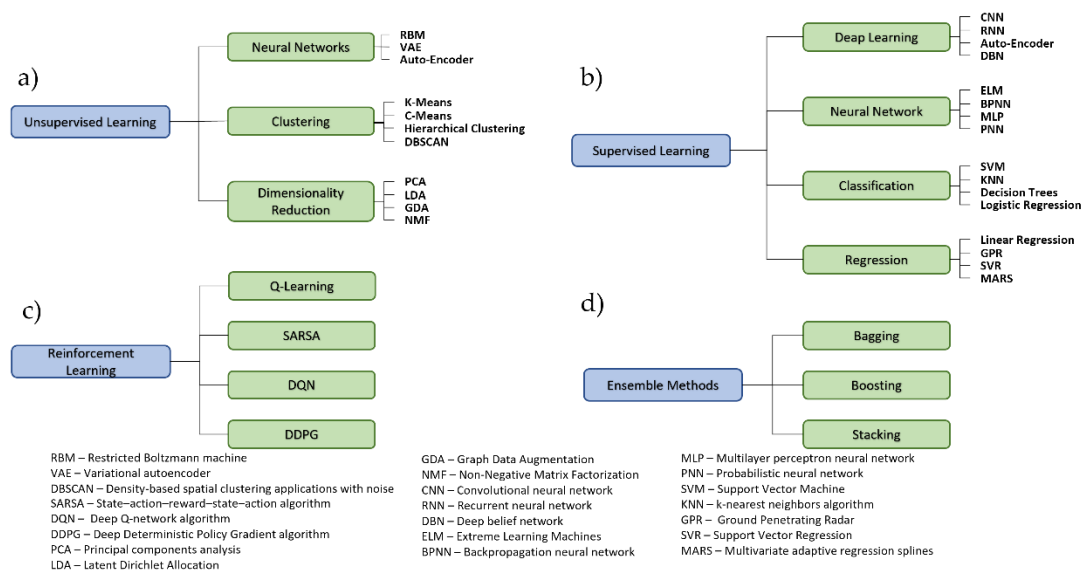 a)
Unsupervised Learning
Neural Networks
RBM
VAE
Auto-Encoder
Clustering
K-Means
C-Means
Hierarchical Clustering
DBSCAN
Dimensionality
Reduction
PCA
LDA
GDA
NMF
b)
Supervised Learning
Deap Learning
CNN
RNN
Auto-Encoder
DBN
Neural Network
ELM
BPNN
MLP
PNN
Classification
SVM
KNN
Decision Trees
Logistic Regression
Regression
Linear Regression
GPR
SVR
MARS
c)
Reinforcement
Learning
Q-Learning
SARSA
DQN
DDPG
d)
Ensemble Methods
Bagging
Boosting
Stacking
RBM – Restricted Boltzmann machine
VAE – Variational autoencoder
DBSCAN – Density-based spatial clustering applications with noise
SARSA – State–action–reward–state–action algorithm
DQN – Deep Q-network algorithm
DDPG – Deep Deterministic Policy Gradient algorithm
PCA – Principal components analysis
LDA – Latent Dirichlet Allocation
GDA – Graph Data Augmentation
NMF – Non-Negative Matrix Factorization
CNN – Convolutional neural network
RNN – Recurrent neural network
DBN – Deep belief network
ELM – Extreme Learning Machines
BPNN – Backpropagation neural network
MLP – Multilayer perceptron neural network
PNN – Probabilistic neural network
SVM – Support Vector Machine
KNN – k-nearest neighbors algorithm
GPR – Ground Penetrating Radar
SVR – Support Vector Regression
MARS – Multivariate adaptive regression splines